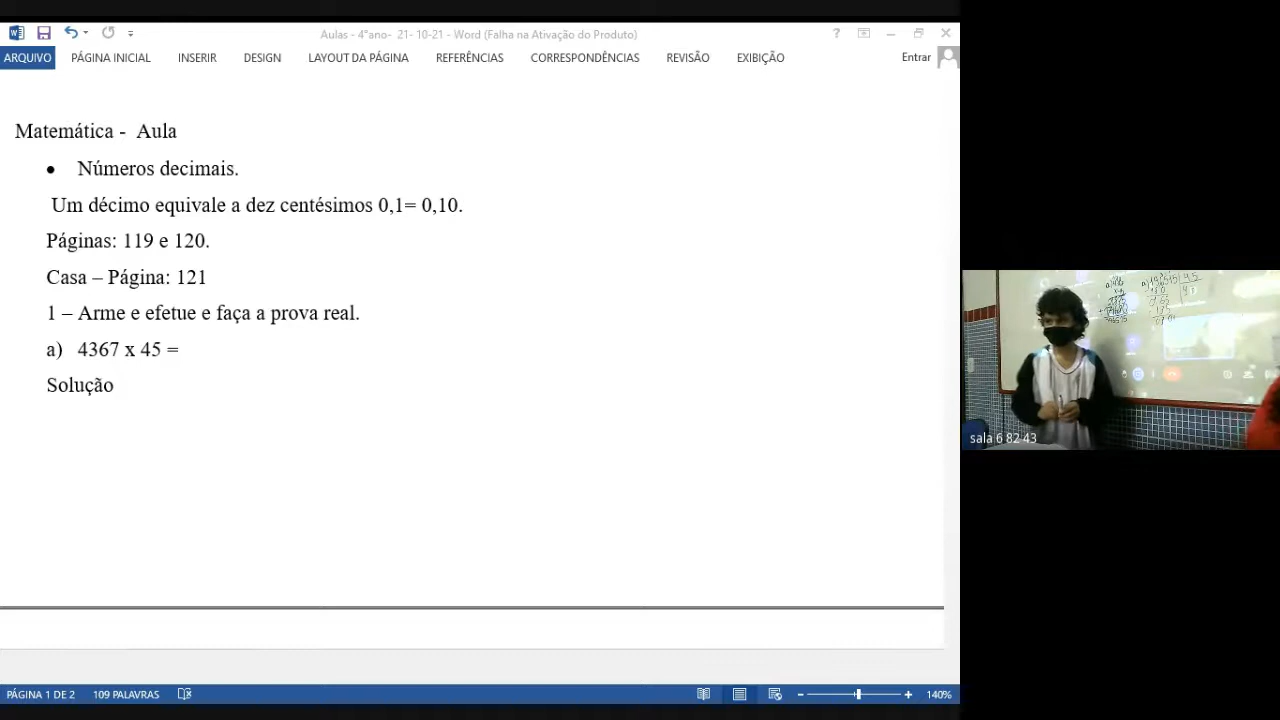 Aulas - 4°ano- 21- 10-21 - Word (Falha na Ativação do Produto)
?
ARQUIVO PÁGINA INICIAL INSERIR DESIGN LAYOUT DA PÁGINA REFERÊNCIAS CORRESPONDÊNCIAS REVISÃO EXIBIÇÃO Entrar
Matemática - Aula
• Números decimais.
Um décimo equivale a dez centésimos 0,1= 0,10.
Páginas: 119 e 120.
Casa – Página: 121
1 – Arme e efetue e faça a prova real.
a) 4367 x 45 =
Solução
sala 6 82 43
PÁGINA 1 DE 2 109 PALAVRAS 140%